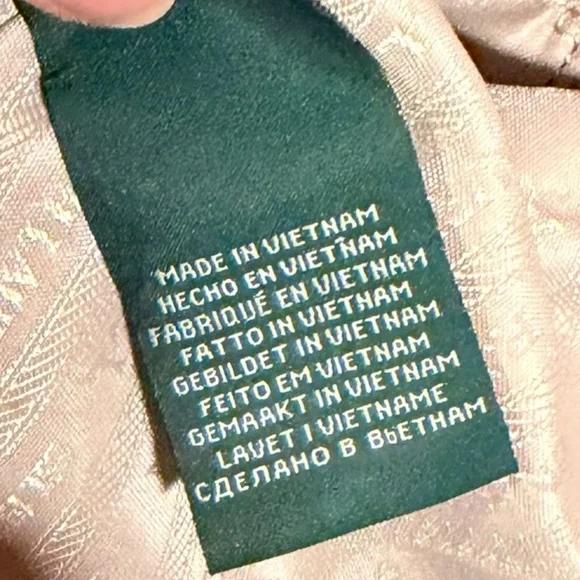 MADE IN VIETNAM
HECHO EN VIETÑAM
FABRIQUÉ EN VIETNAM
FATTO IN VIETNAM
GEBILDET IN VIETNAM
FEITO EM VIETNAM
GEMAAKT IN VIETNAM
LAVET I VIETNAME
СДЕЛАНО В ВЬЕТНАМ